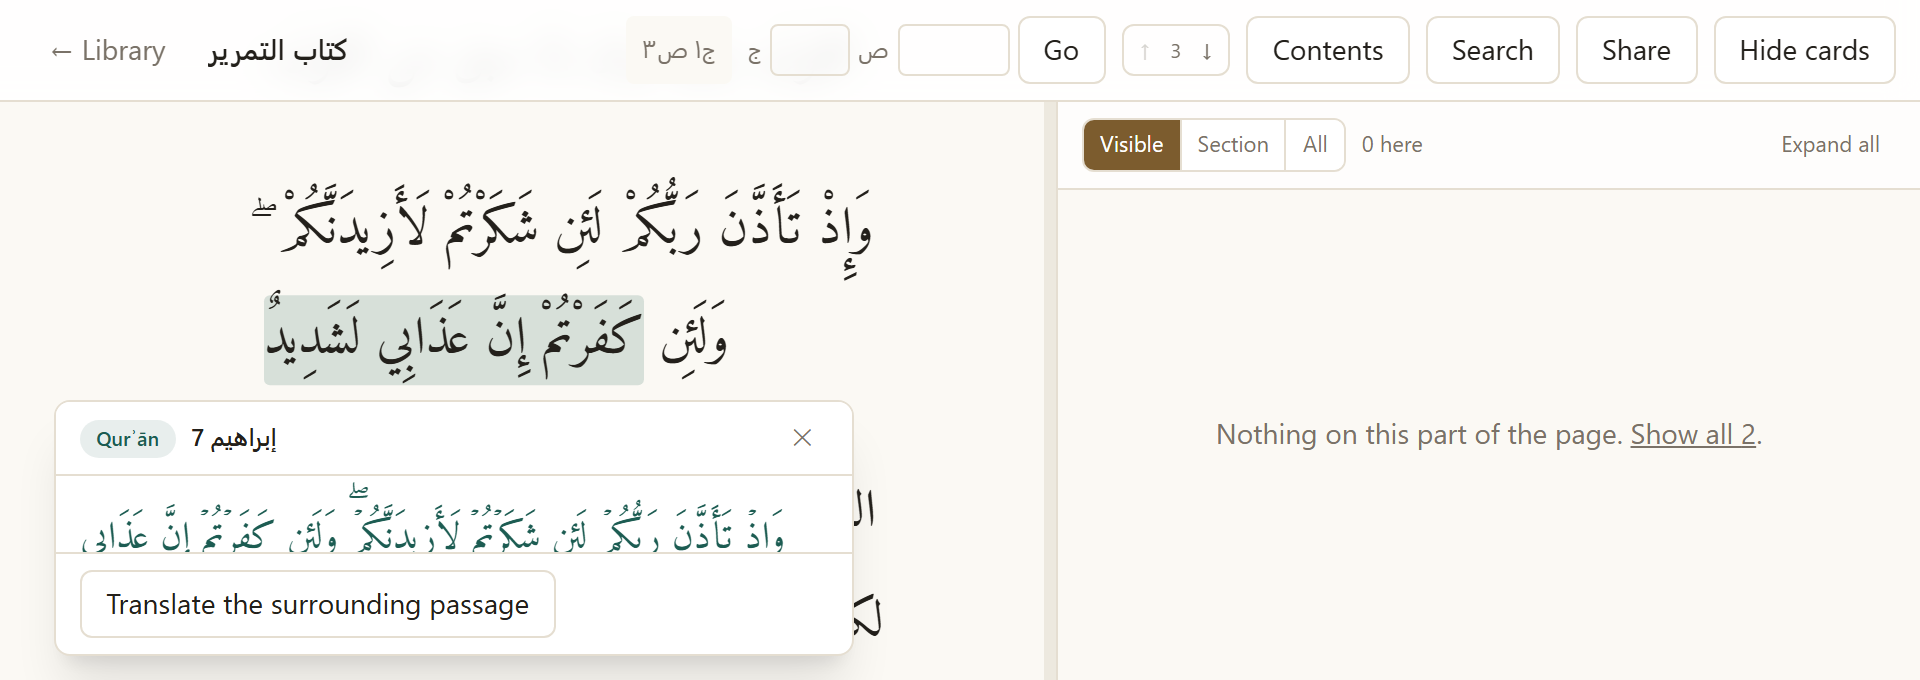 ← Library كتاب التمرير ج١ ص٣ ج ص Go ↑ 3 ↓ Contents Search Share Hide cards
Visible Section All 0 here Expand all
وَإِذْ تَأَذَّنَ رَبُّكُمْ لَئِن شَكَرْتُمْ لَأَزِيدَنَّكُمْ ۖ
وَلَئِن كَفَرْتُمْ إِنَّ عَذَابِي لَشَدِيدٌ
Nothing on this part of the page. Show all 2.
Qurʾān إبراهيم 7
وَإِذْ تَأَذَّنَ رَبُّكُمْ لَئِن شَكَرْتُمْ لَأَزِيدَنَّكُمْ ۖ وَلَئِن كَفَرْتُمْ إِنَّ عَذَابِي
Translate the surrounding passage